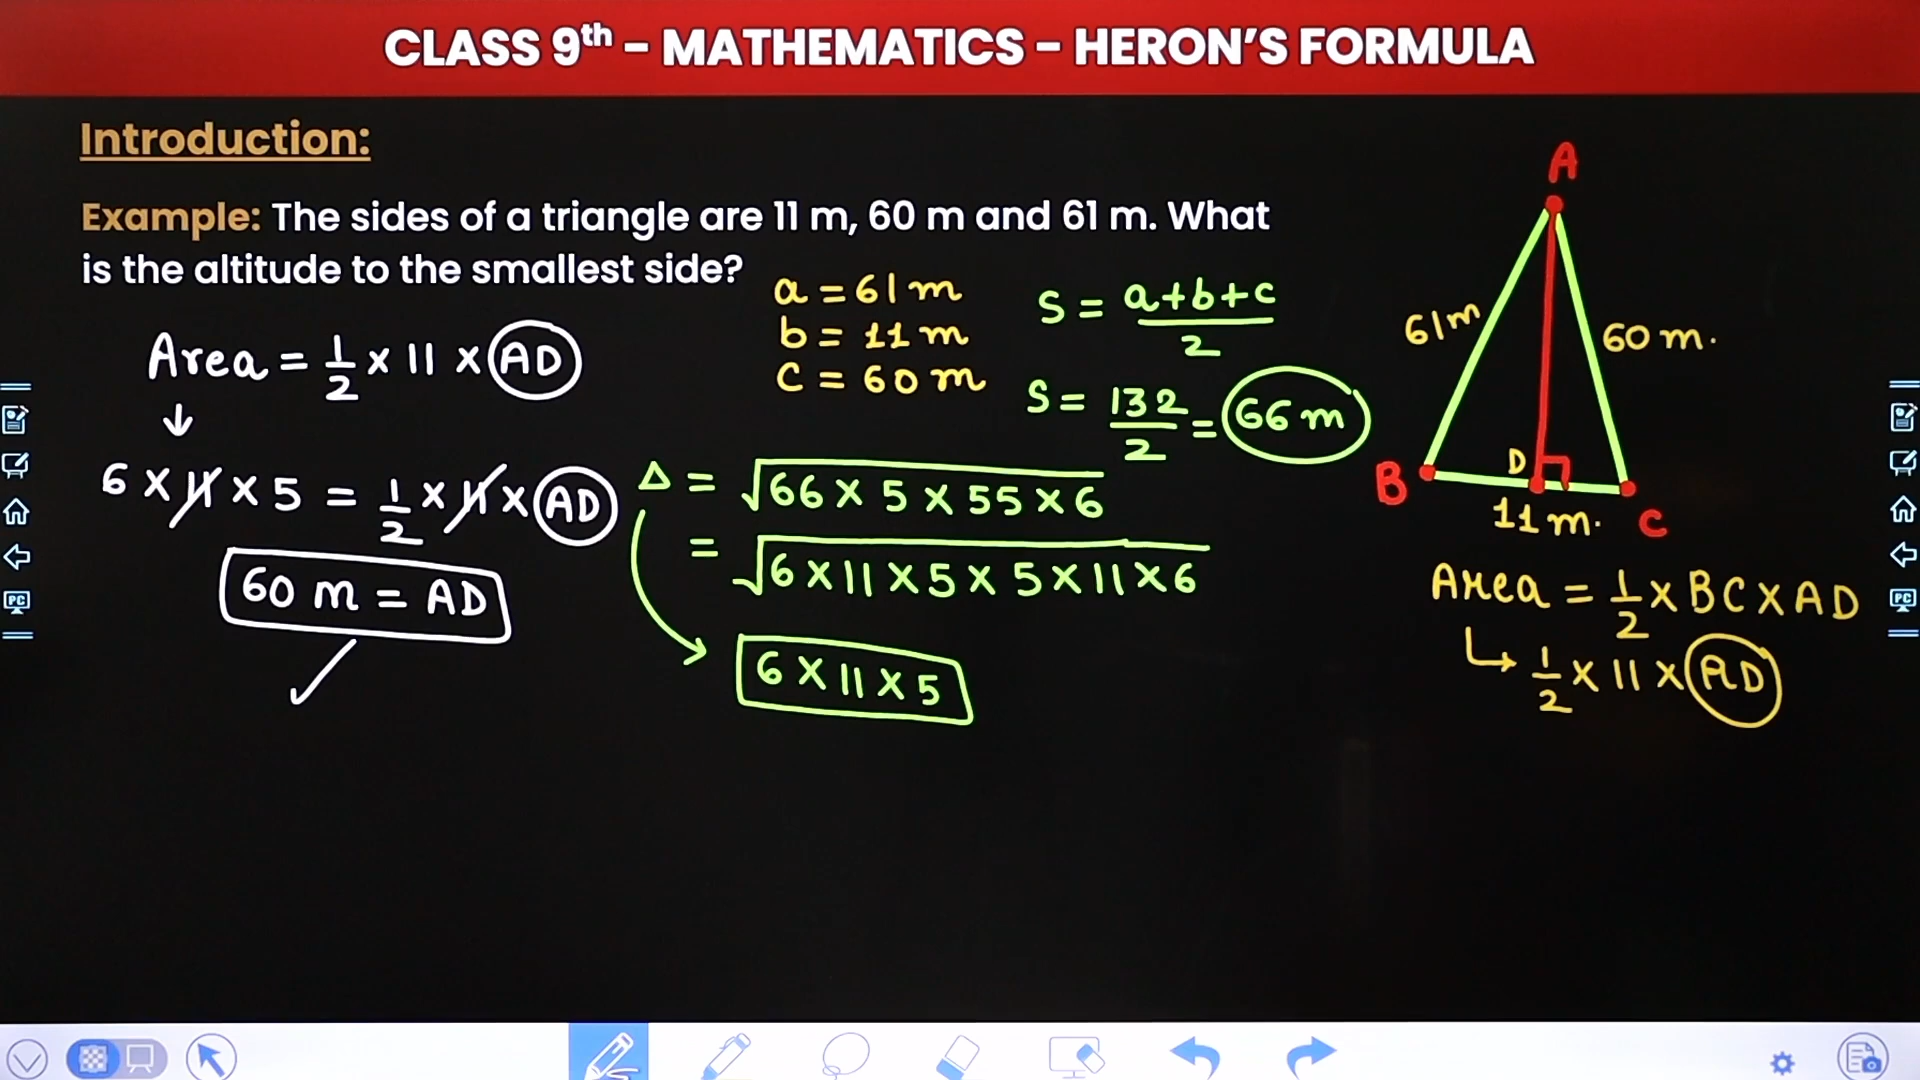 CLASS 9th – MATHEMATICS – HERON'S FORMULA
Introduction:
Example: The sides of a triangle are 11 m, 60 m and 61 m. What
is the altitude to the smallest side?
Area = 1/2 × 11 × AD
↓
6 × 11 × 5 = 1/2 × 11 × AD
60 m = AD
a = 61 m
b = 11 m
c = 60 m
S = a+b+c/2
S = 132/2 = 66 m
Δ = √66 × 5 × 55 × 6
= √6 × 11 × 5 × 5 × 11 × 6
6 × 11 × 5
A
61m
60 m.
B
D
11 m.
C
Area = 1/2 × BC × AD
↳ 1/2 × 11 × AD
PC
PC